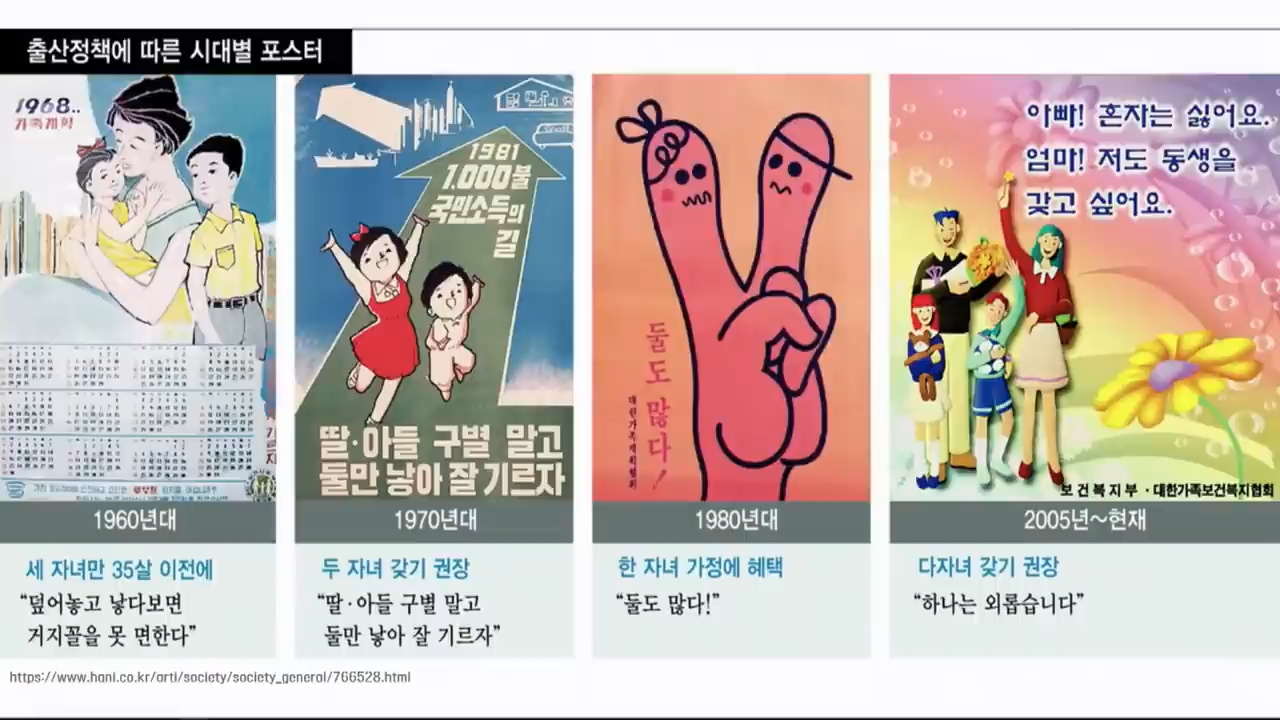 출산정책에 따른 시대별 포스터
1968..
가족계획
1981
1.000불
국민소득의
길
딸·아들 구별 말고
둘만 낳아 잘 기르자
둘도 많다!
대한가족계획협회
아빠! 혼자는 싫어요.
엄마! 저도 동생을
갖고 싶어요.
보건복지부·대한가족보건복지협회
1960년대
1970년대
1980년대
2005년~현재
세 자녀만 35살 이전에
“덮어놓고 낳다보면
거지꼴을 못 면한다”
두 자녀 갖기 권장
“딸·아들 구별 말고
둘만 낳아 잘 기르자”
한 자녀 가정에 혜택
“둘도 많다!”
다자녀 갖기 권장
“하나는 외롭습니다”
https://www.hani.co.kr/arti/society/society_general/766528.html